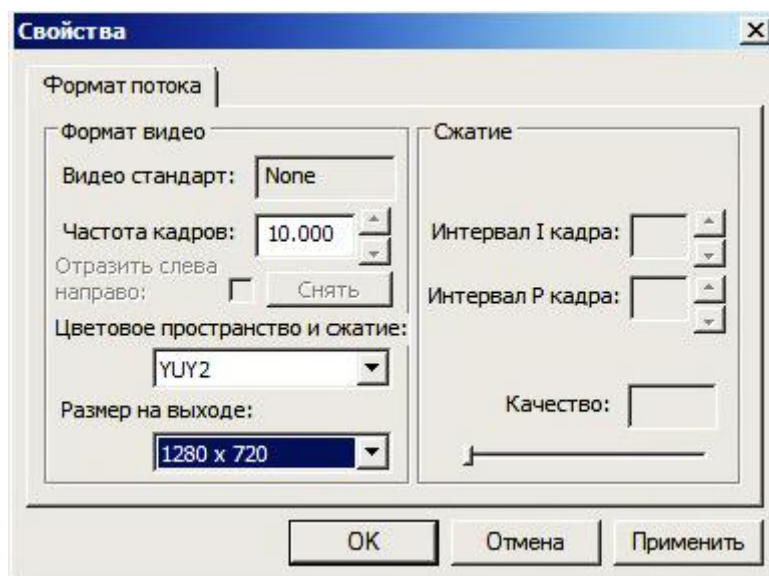 Свойства
Формат потока
Формат видео
Видео стандарт: None
Частота кадров: 10.000
Отразить слева
направо: Снять
Цветовое пространство и сжатие:
YUY2
Размер на выходе:
1280 x 720
Сжатие
Интервал I кадра:
Интервал P кадра:
Качество:
OK Отмена Применить